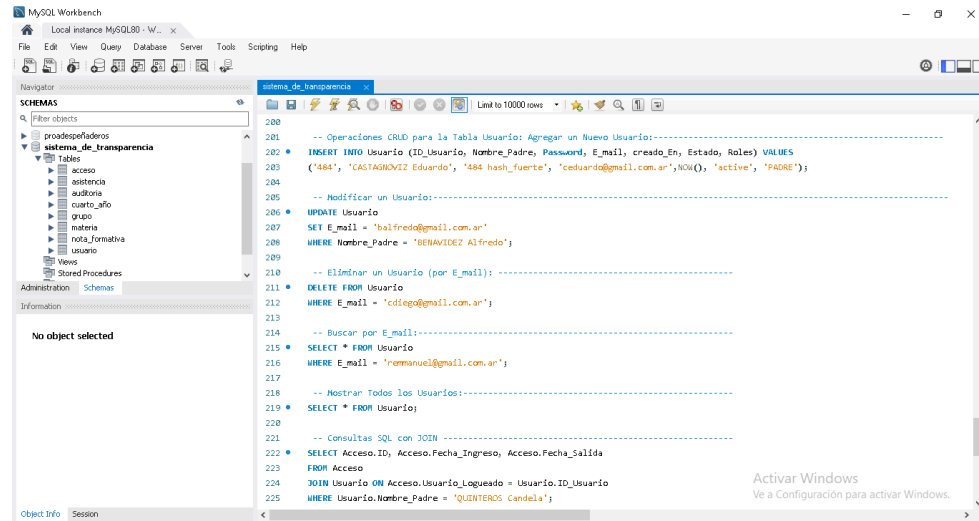 MySQL Workbench
Local instance MySQL80 - W... ×
File Edit View Query Database Server Tools Scripting Help
Navigator
SCHEMAS
Filter objects
proadespeñaderos
sistema_de_transparencia
Tables
acceso
asistencia
auditoria
cuarto_año
grupo
materia
nota_formativa
usuario
Views
Stored Procedures
Administration Schemas
Information
No object selected
Object Info Session
sistema_de_transparencia ×
Limit to 10000 rows
200
201 -- Operaciones CRUD para la Tabla Usuario: Agregar un Nuevo Usuario:------------------------------------------------------------
202 INSERT INTO Usuario (ID_Usuario, Nombre_Padre, Password, E_mail, creado_En, Estado, Roles) VALUES
203 ('484', 'CASTAGNOVIZ Eduardo', '484 hash_fuerte', 'ceduardo@gmail.com.ar',NOW(), 'active', 'PADRE');
204
205 -- Modificar un Usuario:----------------------------------------------------------------------------------------------------------
206 UPDATE Usuario
207 SET E_mail = 'balfredo@gmail.com.ar'
208 WHERE Nombre_Padre = 'BENAVIDEZ Alfredo';
209
210 -- Eliminar un Usuario (por E_mail): -------------------------------------------------
211 DELETE FROM Usuario
212 WHERE E_mail = 'cdiego@gmail.com.ar';
213
214 -- Buscar por E_mail:------------------------------------------------------------------
215 SELECT * FROM Usuario
216 WHERE E_mail = 'remmanuel@gmail.com.ar';
217
218 -- Mostrar Todos los Usuarios:---------------------------------------------------------
219 SELECT * FROM Usuario;
220
221 -- Consultas SQL con JOIN -------------------------------------------------------------
222 SELECT Acceso.ID, Acceso.Fecha_Ingreso, Acceso.Fecha_Salida
223 FROM Acceso
224 JOIN Usuario ON Acceso.Usuario_Logueado = Usuario.ID_Usuario
225 WHERE Usuario.Nombre_Padre = 'QUINTEROS Candela';
Activar Windows
Ve a Configuración para activar Windows.